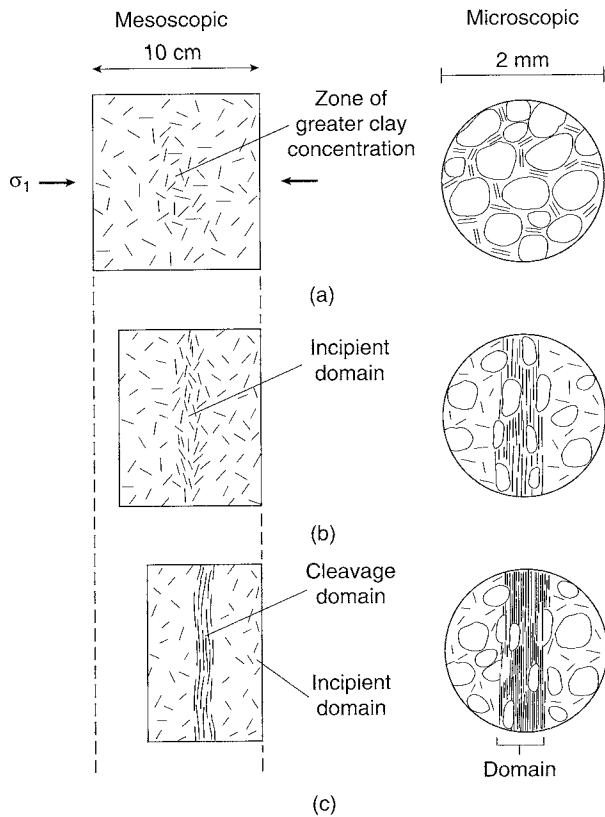 Mesoscopic
Microscopic
10 cm
2 mm
Zone of
greater clay
concentration
σ1
(a)
Incipient
domain
(b)
Cleavage
domain
Incipient
domain
Domain
(c)